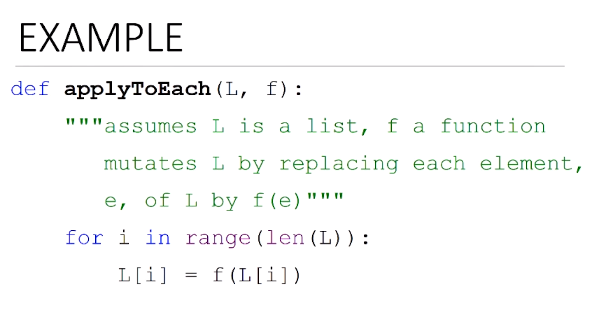 EXAMPLE
def applyToEach(L, f):
"""assumes L is a list, f a function
mutates L by replacing each element,
e, of L by f(e)"""
for i in range(len(L)):
L[i] = f(L[i])